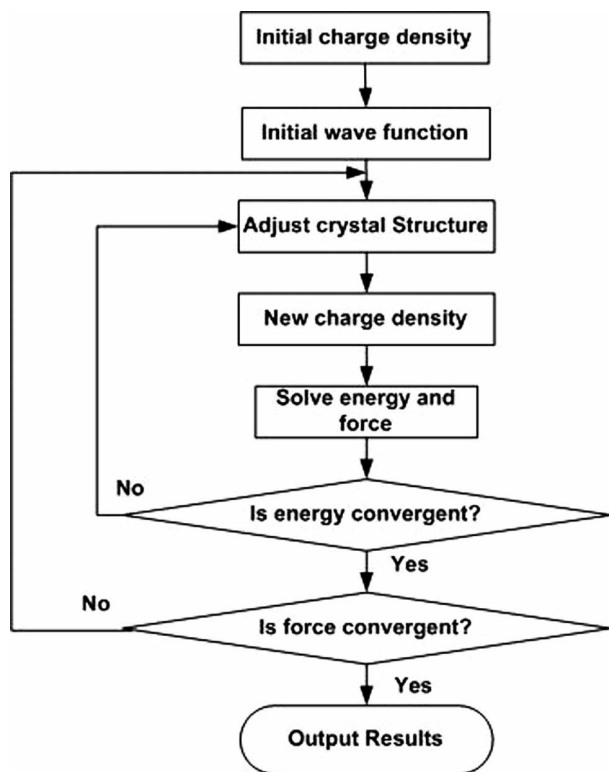 Initial charge density
Initial wave function
Adjust crystal Structure
New charge density
Solve energy and
force
No
Is energy convergent?
Yes
No
Is force convergent?
Yes
Output Results